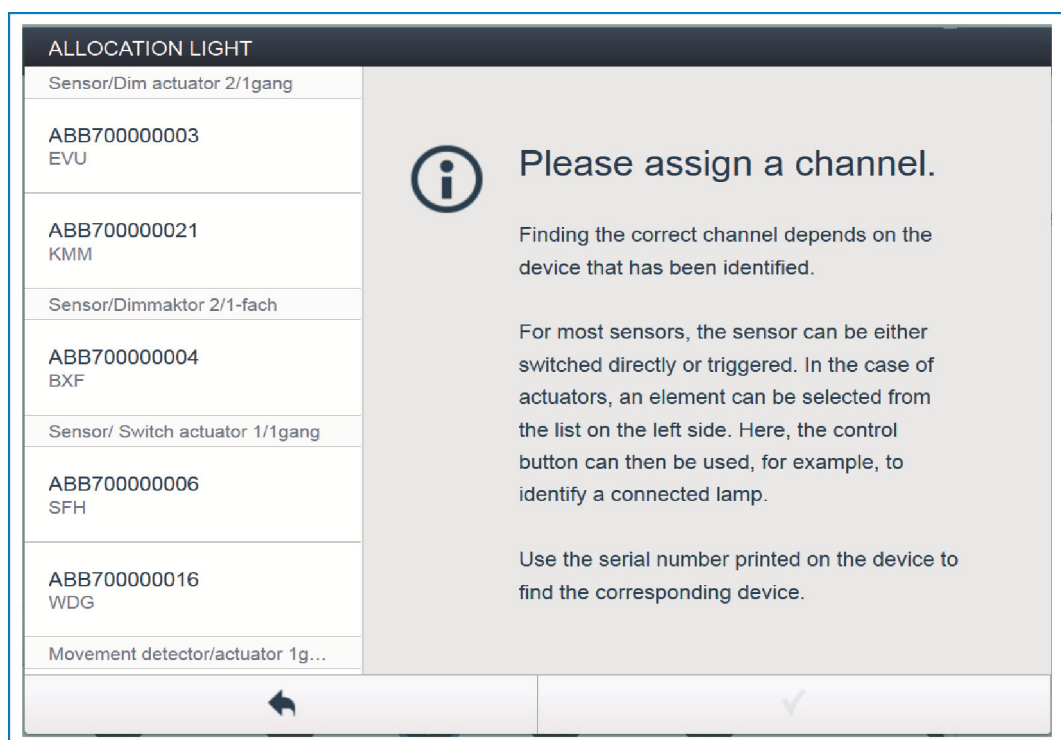 ALLOCATION LIGHT
Sensor/Dim actuator 2/1gang
ABB700000003
EVU
ABB700000021
KMM
Sensor/Dimmaktor 2/1-fach
ABB700000004
BXF
Sensor/ Switch actuator 1/1gang
ABB700000006
SFH
ABB700000016
WDG
Movement detector/actuator 1g...
Please assign a channel.
Finding the correct channel depends on the
device that has been identified.
For most sensors, the sensor can be either
switched directly or triggered. In the case of
actuators, an element can be selected from
the list on the left side. Here, the control
button can then be used, for example, to
identify a connected lamp.
Use the serial number printed on the device to
find the corresponding device.